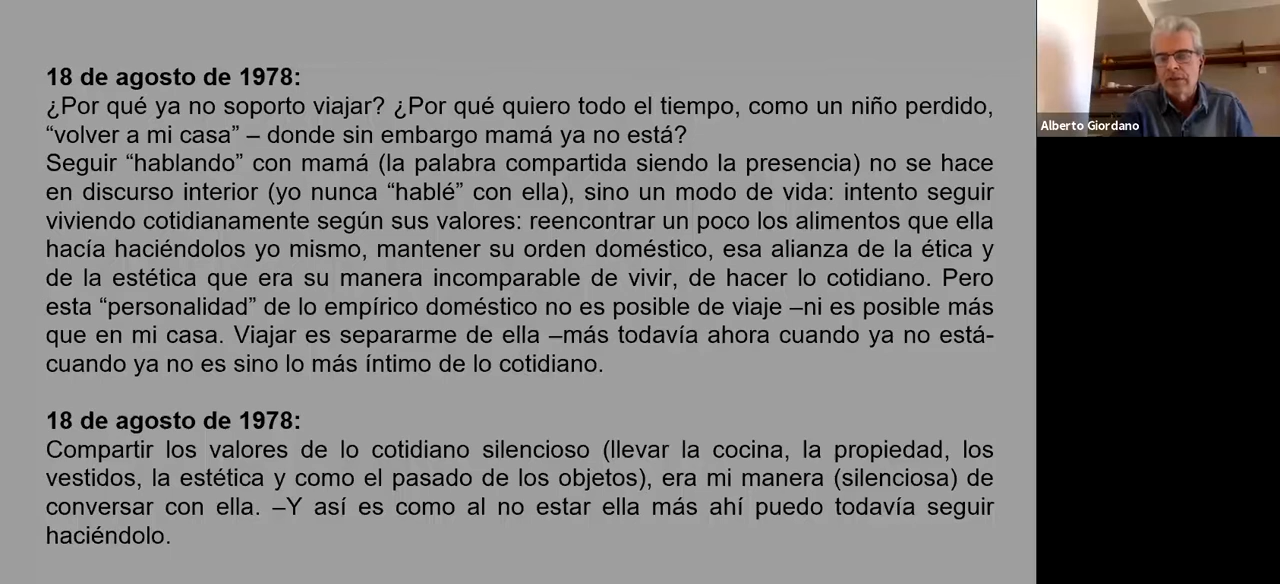 18 de agosto de 1978:
¿Por qué ya no soporto viajar? ¿Por qué quiero todo el tiempo, como un niño perdido,
“volver a mi casa” – donde sin embargo mamá ya no está?
Seguir “hablando” con mamá (la palabra compartida siendo la presencia) no se hace
en discurso interior (yo nunca “hablé” con ella), sino un modo de vida: intento seguir
viviendo cotidianamente según sus valores: reencontrar un poco los alimentos que ella
hacía haciéndolos yo mismo, mantener su orden doméstico, esa alianza de la ética y
de la estética que era su manera incomparable de vivir, de hacer lo cotidiano. Pero
esta “personalidad” de lo empírico doméstico no es posible de viaje –ni es posible más
que en mi casa. Viajar es separarme de ella –más todavía ahora cuando ya no está-
cuando ya no es sino lo más íntimo de lo cotidiano.
18 de agosto de 1978:
Compartir los valores de lo cotidiano silencioso (llevar la cocina, la propiedad, los
vestidos, la estética y como el pasado de los objetos), era mi manera (silenciosa) de
conversar con ella. –Y así es como al no estar ella más ahí puedo todavía seguir
haciéndolo.
Alberto Giordano